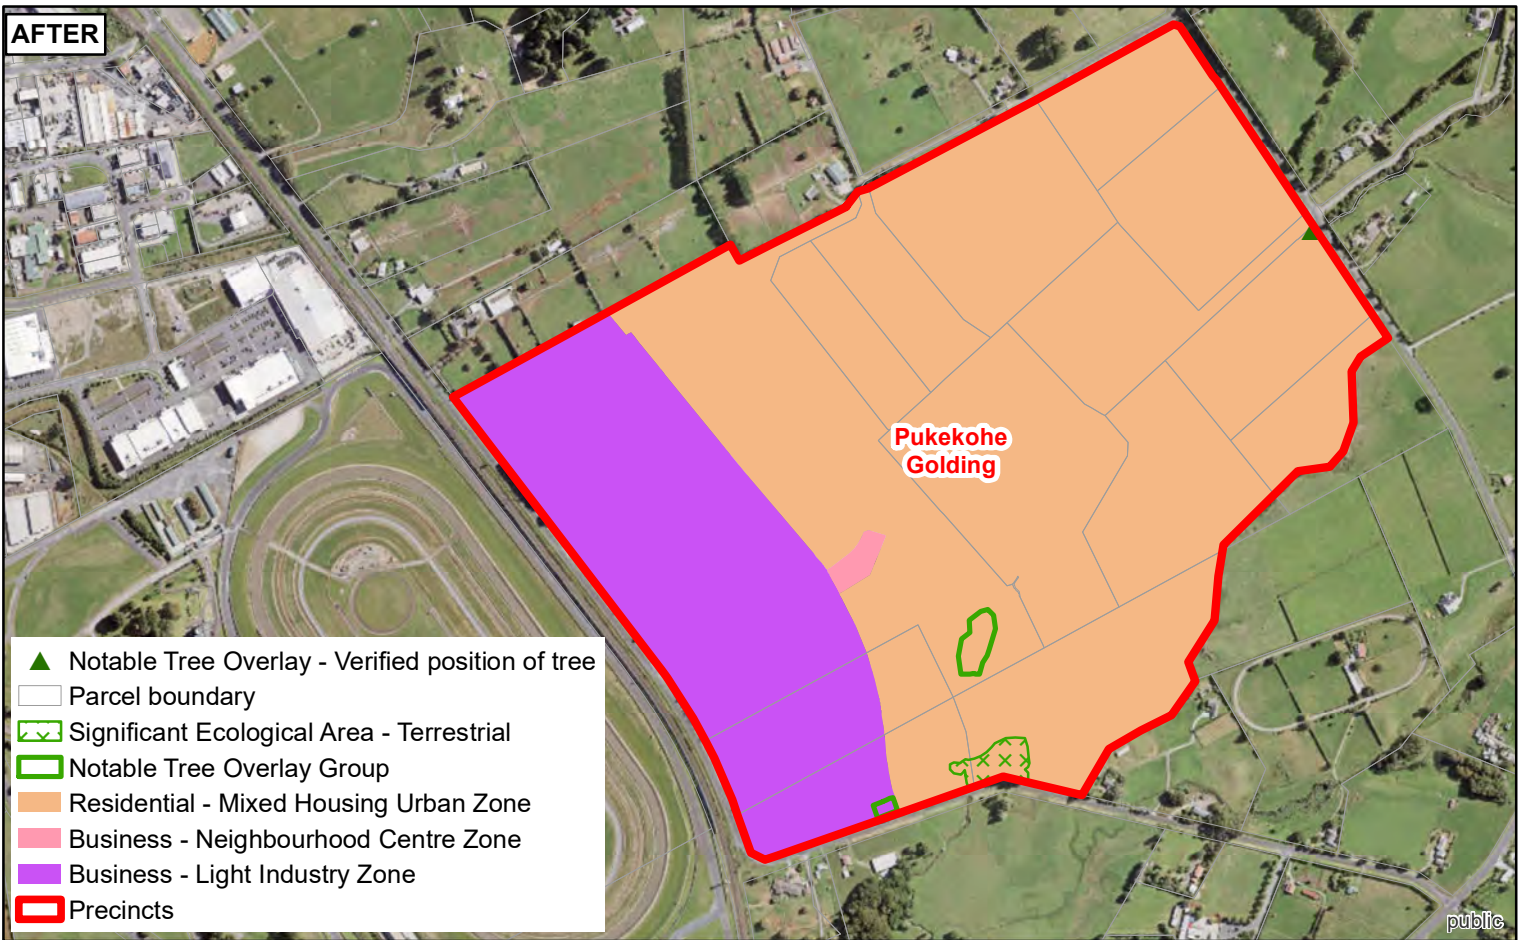 AFTER
Pukekohe
Golding
Notable Tree Overlay - Verified position of tree
Parcel boundary
Significant Ecological Area - Terrestrial
Notable Tree Overlay Group
Residential - Mixed Housing Urban Zone
Business - Neighbourhood Centre Zone
Business - Light Industry Zone
Precincts
public